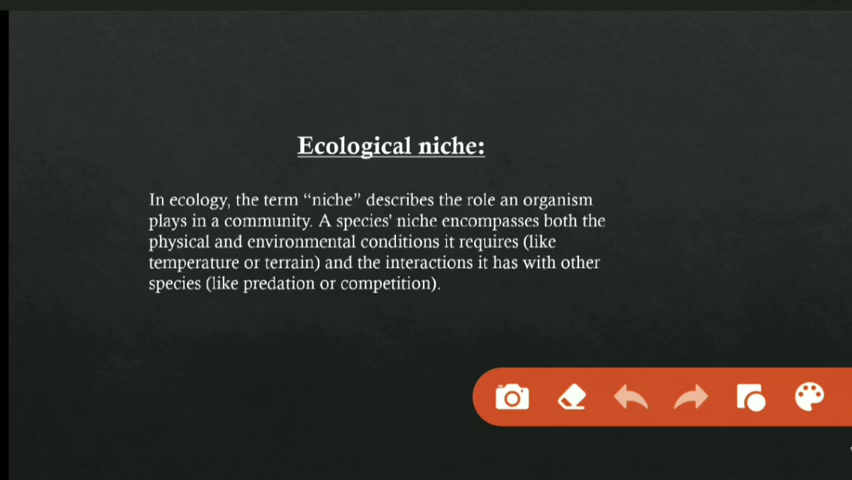 Ecological niche:
In ecology, the term “niche” describes the role an organism
plays in a community. A species' niche encompasses both the
physical and environmental conditions it requires (like
temperature or terrain) and the interactions it has with other
species (like predation or competition).